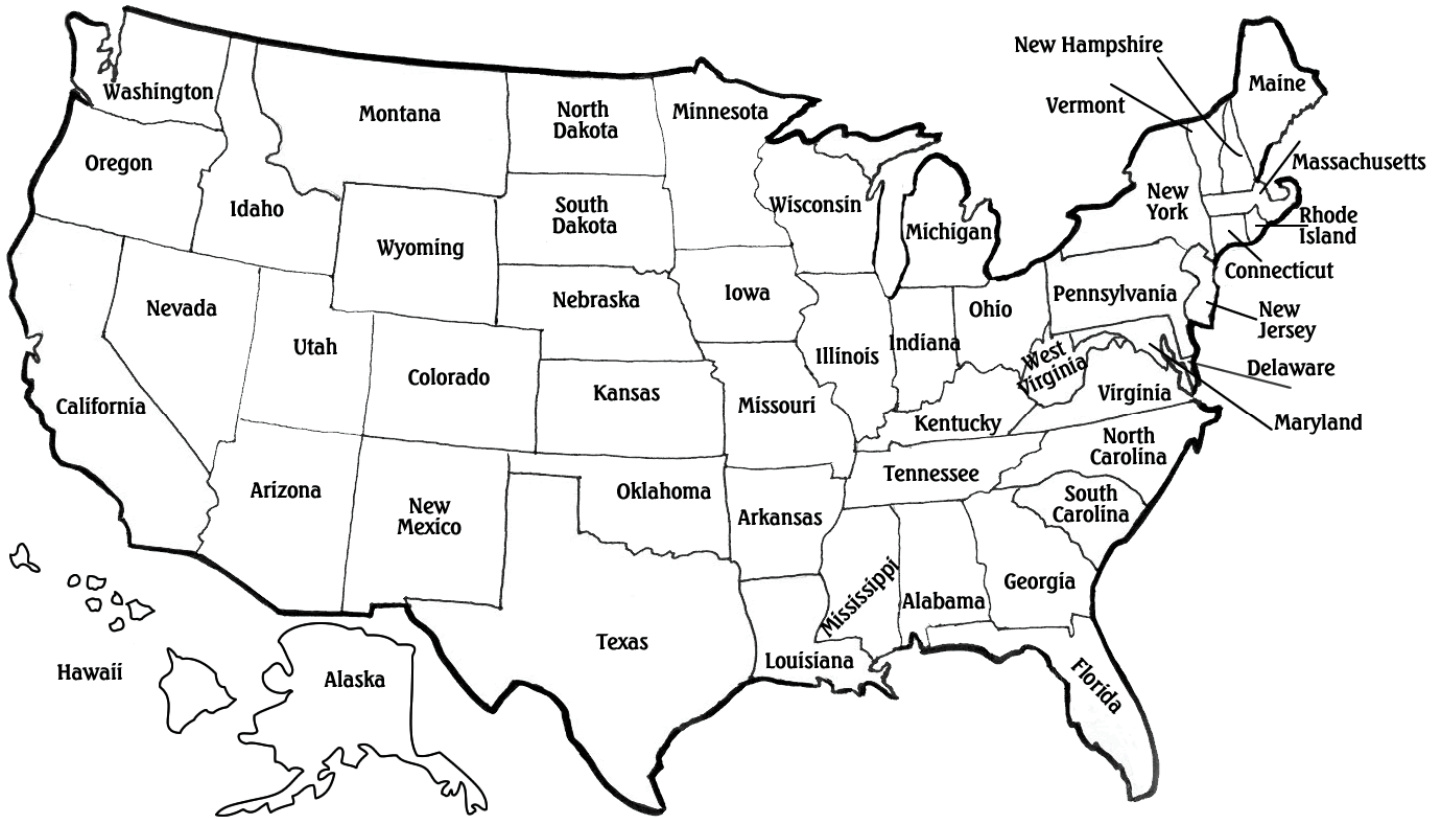 New Hampshire
Maine
Washington
Vermont
Montana
North
Dakota
Minnesota
Oregon
Massachusetts
Idaho
South
Dakota
Wisconsin
New
York
Rhode
Island
Wyoming
Michigan
Connecticut
Nevada
Nebraska
Iowa
Pennsylvania
Ohio
New
Jersey
Utah
Illinois
Indiana
West
Virginia
Delaware
Colorado
Kansas
California
Missouri
Virginia
Kentucky
Maryland
North
Carolina
Tennessee
Arizona
Oklahoma
South
Carolina
New
Mexico
Arkansas
Georgia
Mississippi
Alabama
Texas
Louisiana
Hawaii
Alaska
Florida